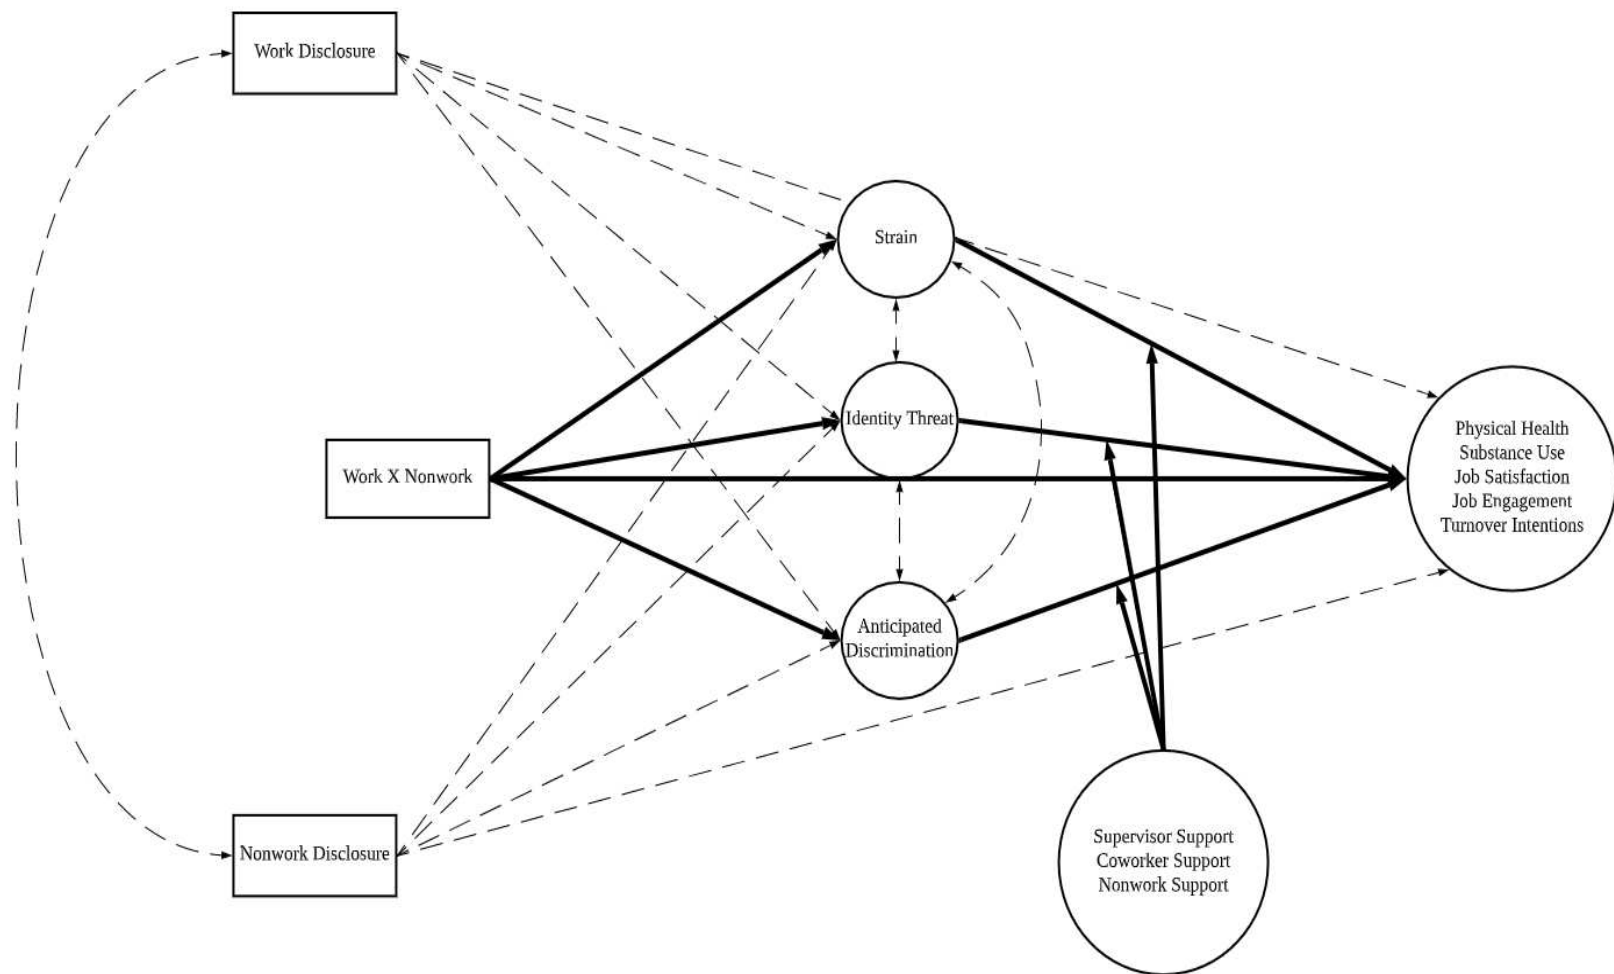 Work Disclosure
Strain
Identity Threat
Work X Nonwork
Physical Health
Substance Use
Job Satisfaction
Job Engagement
Turnover Intentions
Anticipated
Discrimination
Nonwork Disclosure
Supervisor Support
Coworker Support
Nonwork Support